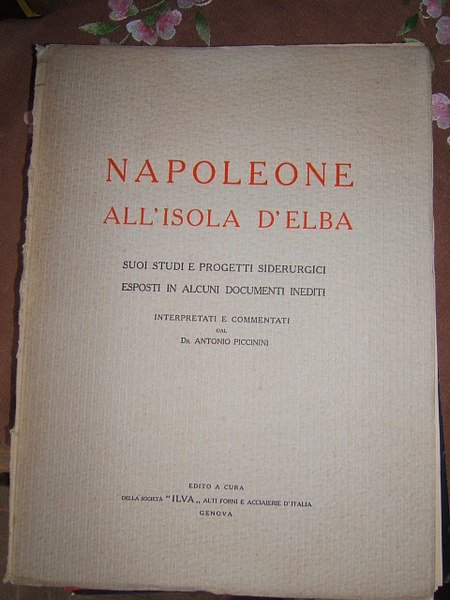 NAPOLEONE
ALL'ISOLA D'ELBA
SUOI STUDI E PROGETTI SIDERURGICI
ESPOSTI IN ALCUNI DOCUMENTI INEDITI
INTERPRETATI E COMMENTATI
DAL
DR. ANTONIO PICCININI
EDITO A CURA
DELLA SOCIETÀ "ILVA„ ALTI FORNI E ACCIAIERIE D'ITALIA
GENOVA